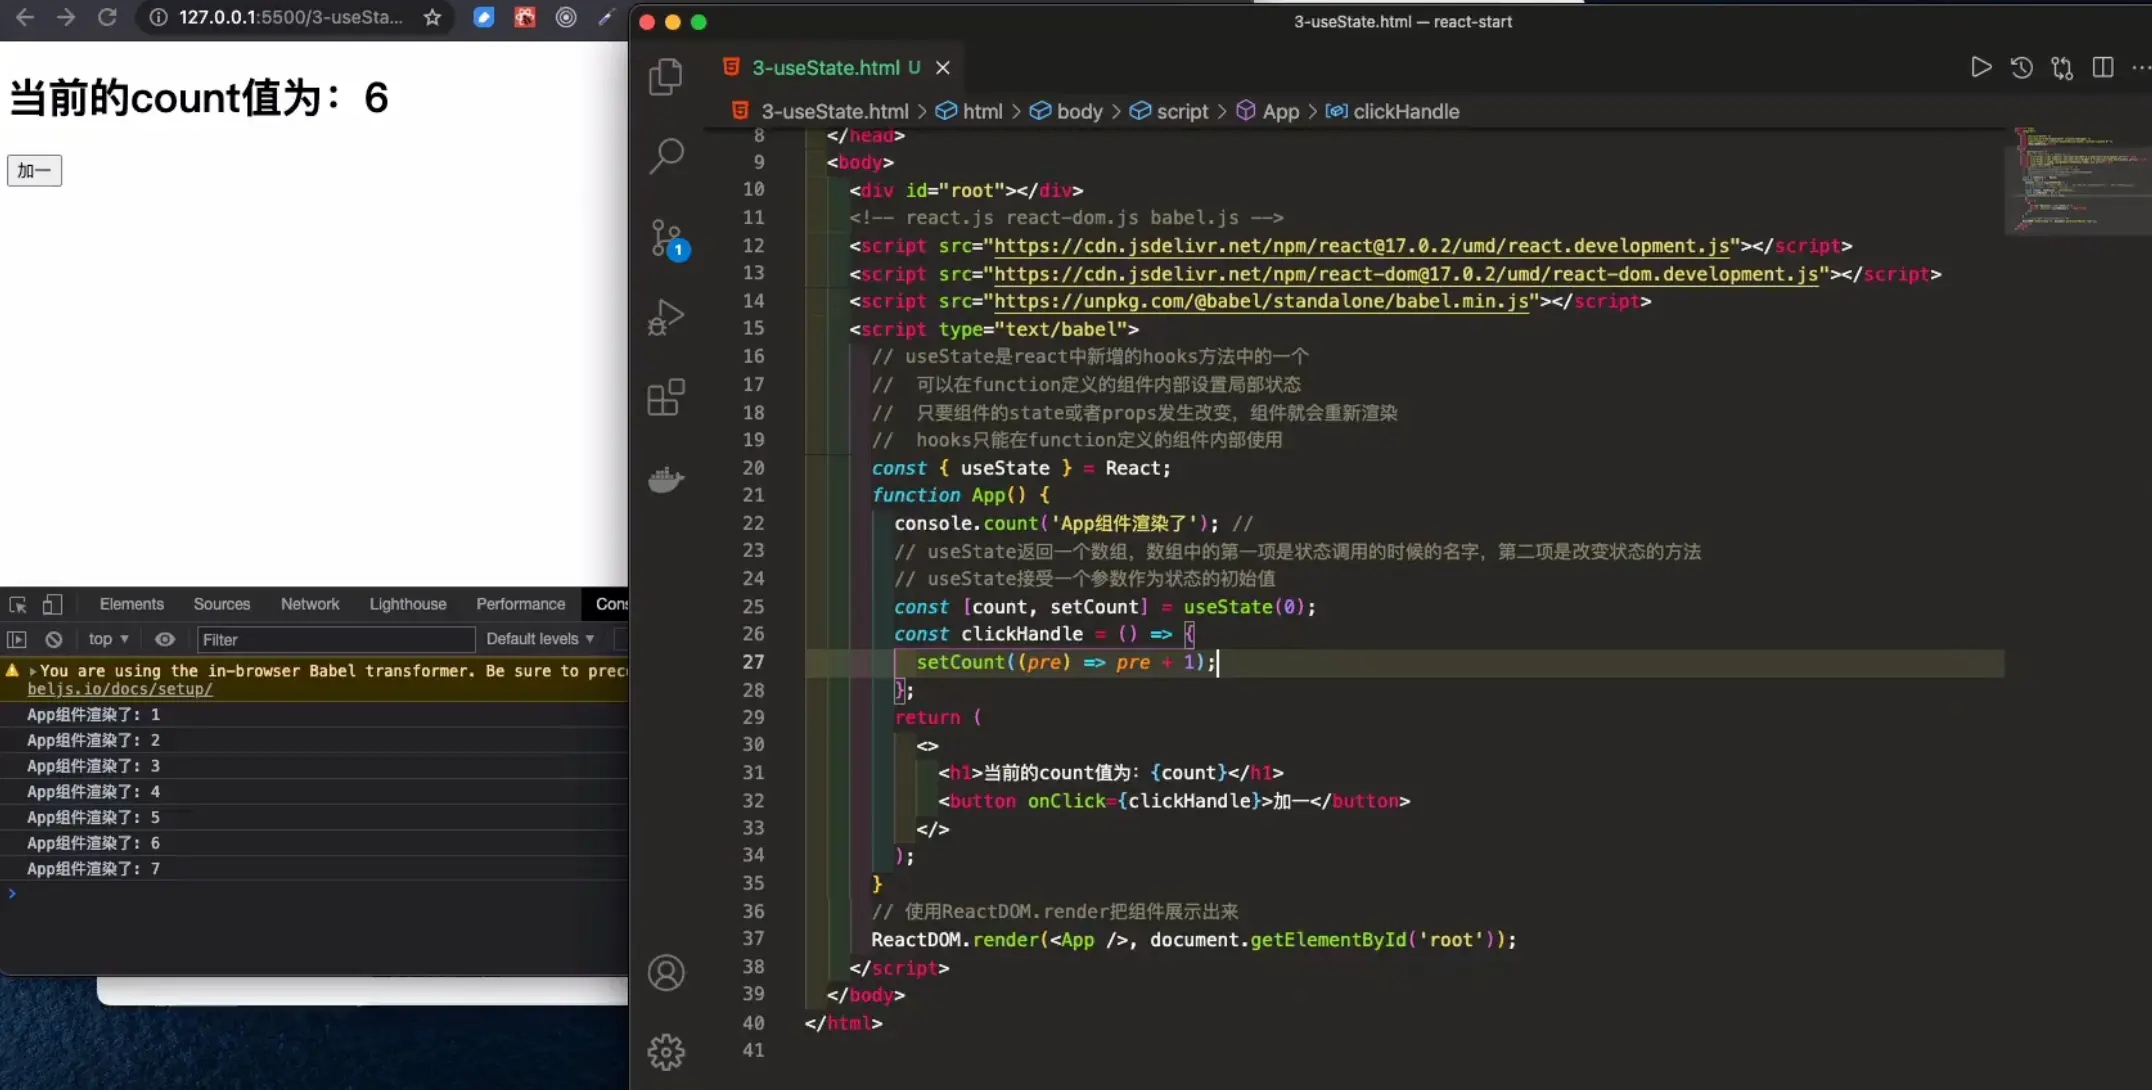 127.0.0.1:5500/3-useSta...
当前的count值为：6
加一
Elements Sources Network Lighthouse Performance Cons
top Filter Default levels
You are using the in-browser Babel transformer. Be sure to prec
beljs.io/docs/setup/
App组件渲染了: 1
App组件渲染了: 2
App组件渲染了: 3
App组件渲染了: 4
App组件渲染了: 5
App组件渲染了: 6
App组件渲染了: 7
3-useState.html — react-start
3-useState.html U
3-useState.html > html > body > script > App > clickHandle
1
8 </head>
9 <body>
10 <div id="root"></div>
11 <!-- react.js react-dom.js babel.js -->
12 <script src="https://cdn.jsdelivr.net/npm/react@17.0.2/umd/react.development.js"></script>
13 <script src="https://cdn.jsdelivr.net/npm/react-dom@17.0.2/umd/react-dom.development.js"></script>
14 <script src="https://unpkg.com/@babel/standalone/babel.min.js"></script>
15 <script type="text/babel">
16 // useState是react中新增的hooks方法中的一个
17 // 可以在function定义的组件内部设置局部状态
18 // 只要组件的state或者props发生改变，组件就会重新渲染
19 // hooks只能在function定义的组件内部使用
20 const { useState } = React;
21 function App() {
22 console.count('App组件渲染了'); //
23 // useState返回一个数组，数组中的第一项是状态调用的时候的名字，第二项是改变状态的方法
24 // useState接受一个参数作为状态的初始值
25 const [count, setCount] = useState(0);
26 const clickHandle = () => {
27 setCount((pre) => pre + 1);
28 };
29 return (
30 <>
31 <h1>当前的count值为：{count}</h1>
32 <button onClick={clickHandle}>加一</button>
33 </>
34 );
35 }
36 // 使用ReactDOM.render把组件展示出来
37 ReactDOM.render(<App />, document.getElementById('root'));
38 </script>
39 </body>
40 </html>
41